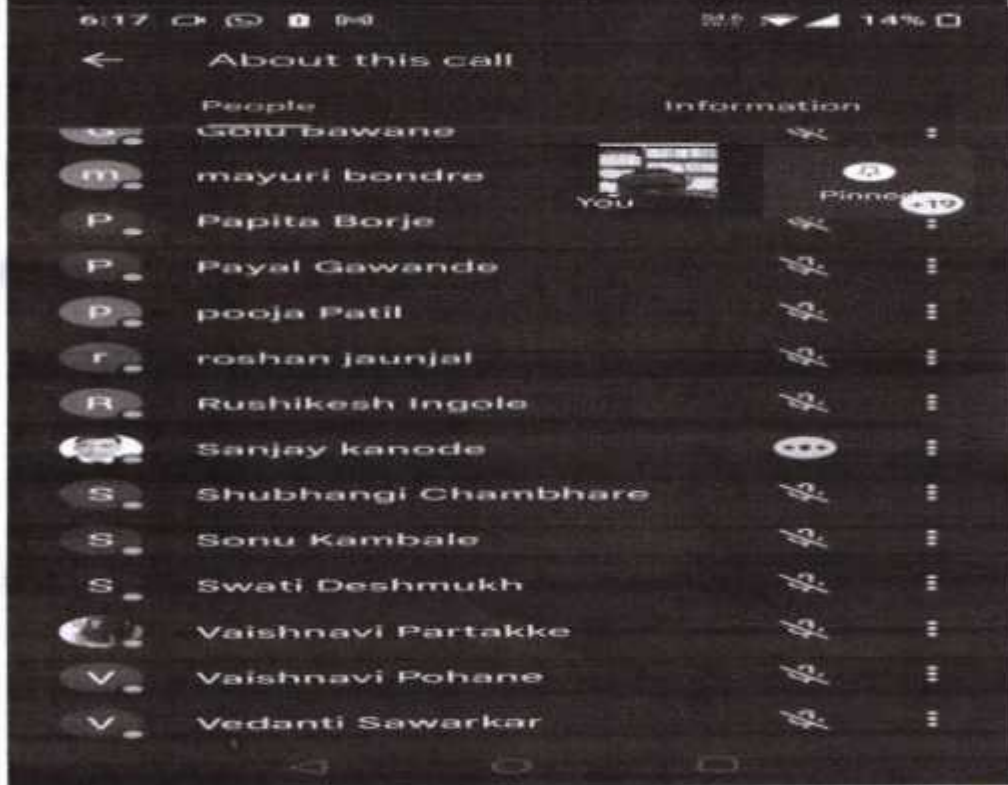 6:17 14%
About this call
People Information
Golu bawane
m mayuri bondre
You Pinned +19
P Papita Borje
P Payal Gawande
P pooja Patil
r roshan jaunjal
R Rushikesh Ingole
Sanjay kanode
S Shubhangi Chambhare
S Sonu Kambale
S Swati Deshmukh
Vaishnavi Partakke
V Vaishnavi Pohane
V Vedanti Sawarkar